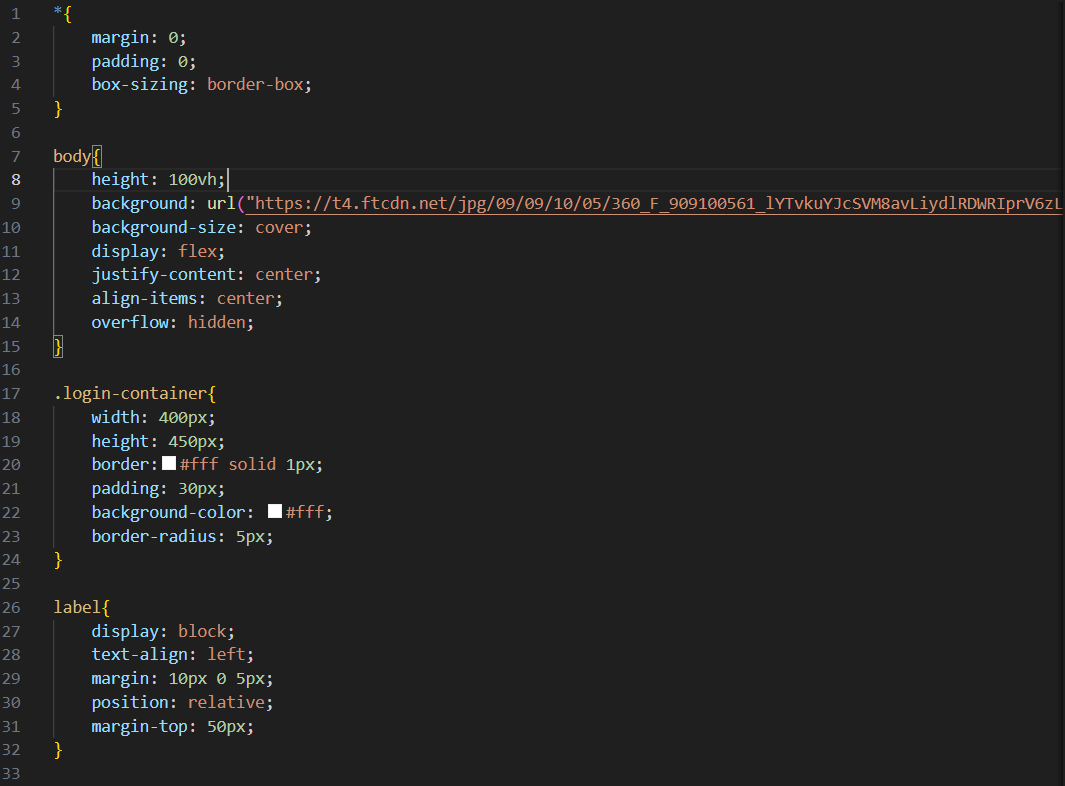 1 *{
2 margin: 0;
3 padding: 0;
4 box-sizing: border-box;
5 }
6
7 body{
8 height: 100vh;
9 background: url("https://t4.ftcdn.net/jpg/09/09/10/05/360_F_909100561_lYTvkuYJcSVM8avLiydlRDWRIprV6zL
10 background-size: cover;
11 display: flex;
12 justify-content: center;
13 align-items: center;
14 overflow: hidden;
15 }
16
17 .login-container{
18 width: 400px;
19 height: 450px;
20 border: #fff solid 1px;
21 padding: 30px;
22 background-color: #fff;
23 border-radius: 5px;
24 }
25
26 label{
27 display: block;
28 text-align: left;
29 margin: 10px 0 5px;
30 position: relative;
31 margin-top: 50px;
32 }
33